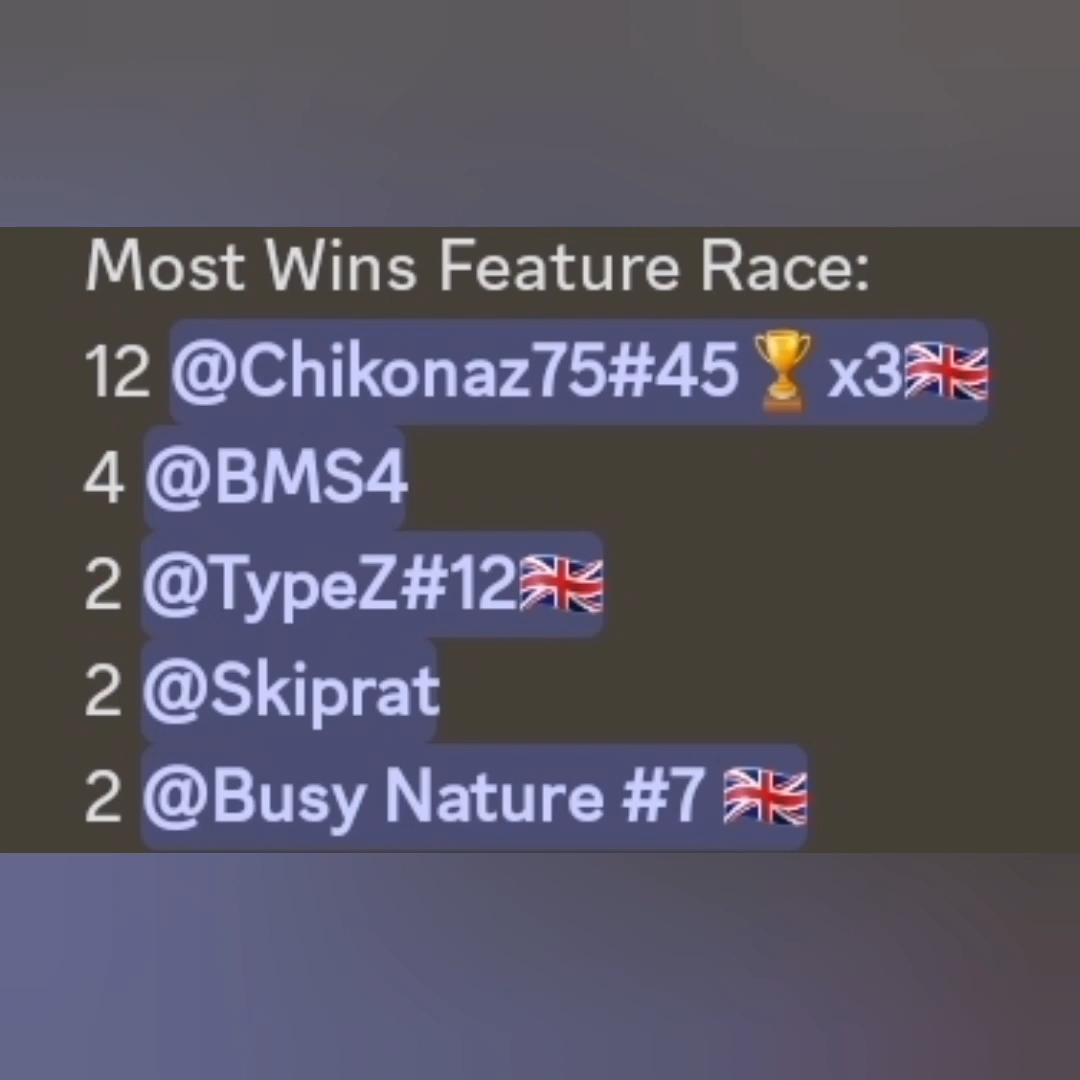 Most Wins Feature Race:
12 @Chikonaz75#45🏆x3🇬🇧
4 @BMS4
2 @TypeZ#12🇬🇧
2 @Skiprat
2 @Busy Nature #7 🇬🇧